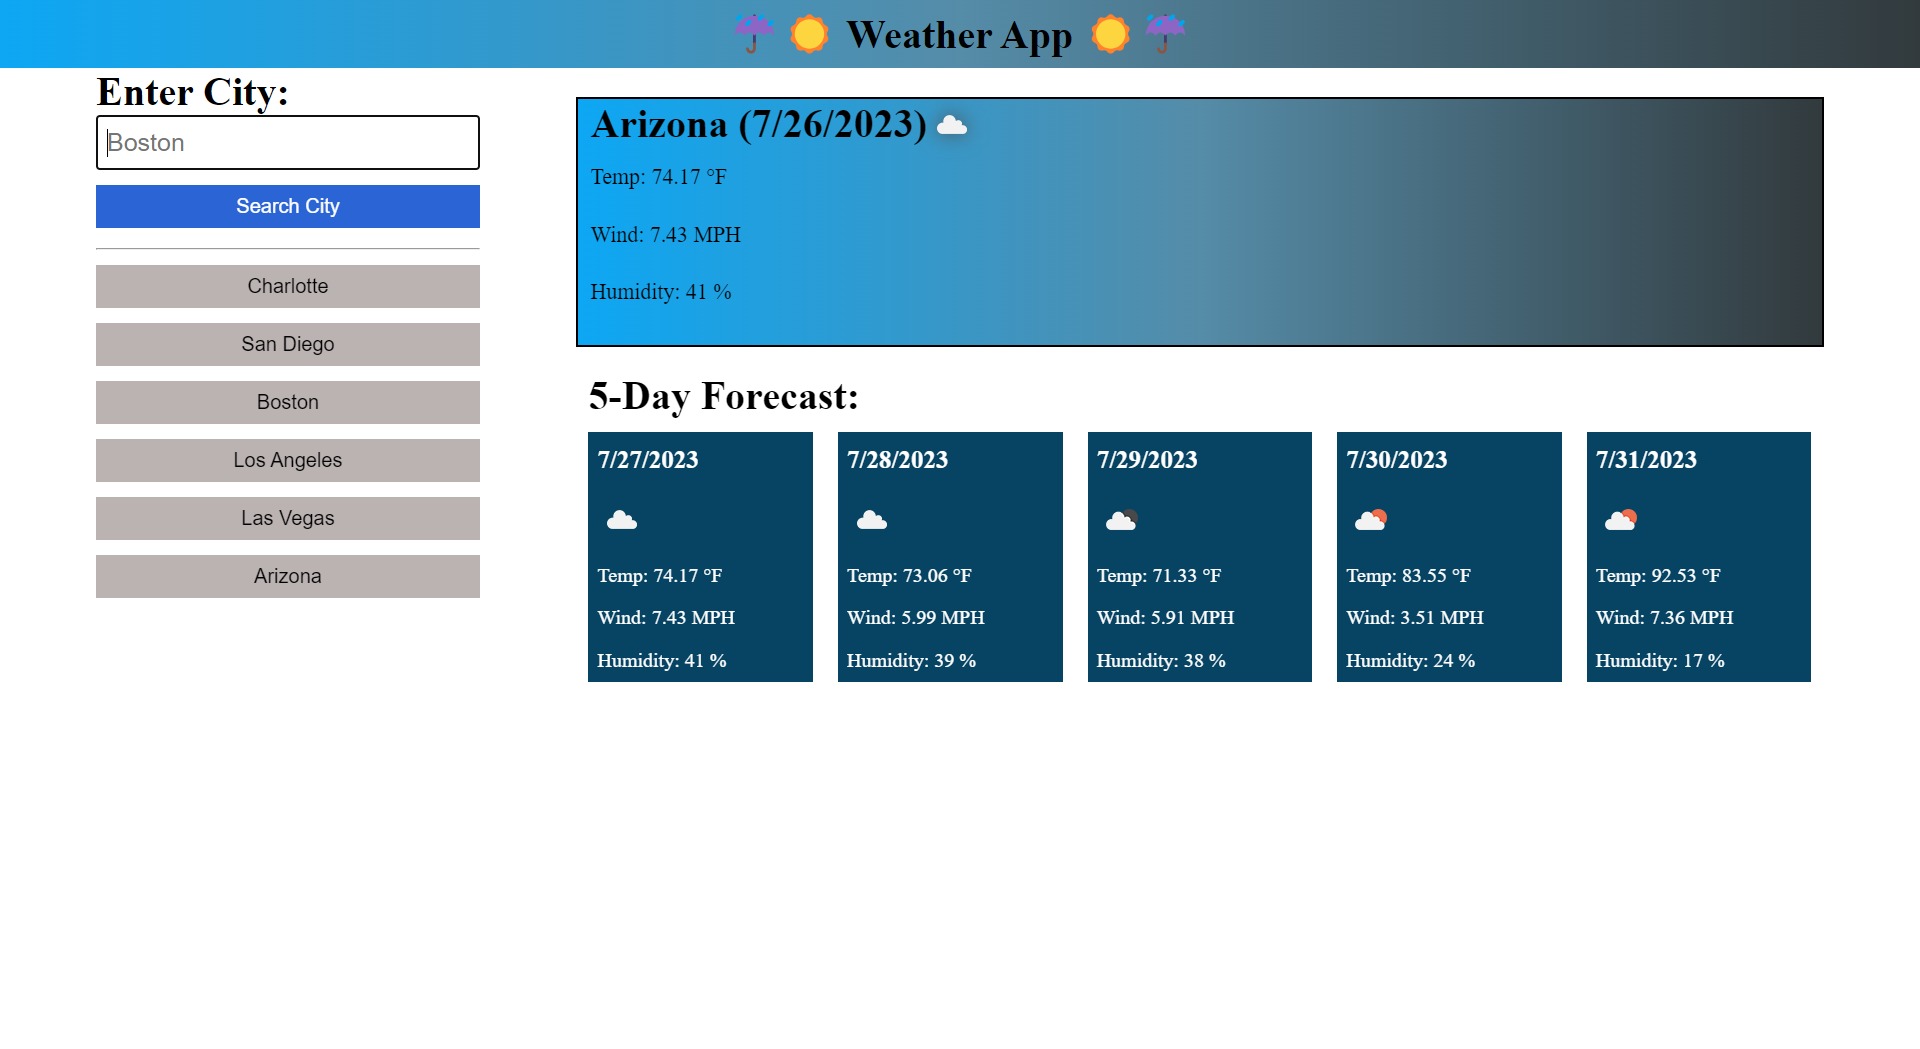 Weather App
Enter City:
Boston
Search City
Charlotte
San Diego
Boston
Los Angeles
Las Vegas
Arizona
Arizona (7/26/2023)
Temp: 74.17 °F
Wind: 7.43 MPH
Humidity: 41 %
5-Day Forecast:
7/27/2023
Temp: 74.17 °F
Wind: 7.43 MPH
Humidity: 41 %
7/28/2023
Temp: 73.06 °F
Wind: 5.99 MPH
Humidity: 39 %
7/29/2023
Temp: 71.33 °F
Wind: 5.91 MPH
Humidity: 38 %
7/30/2023
Temp: 83.55 °F
Wind: 3.51 MPH
Humidity: 24 %
7/31/2023
Temp: 92.53 °F
Wind: 7.36 MPH
Humidity: 17 %